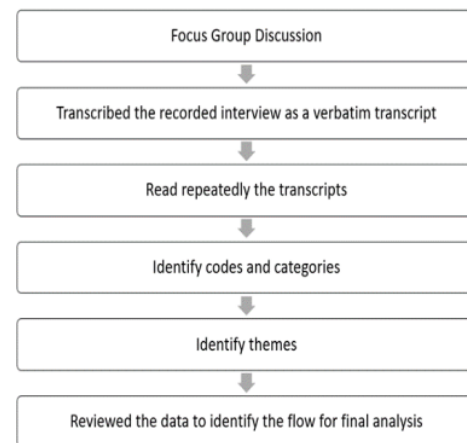 Focus Group Discussion
Transcribed the recorded interview as a verbatim transcript
Read repeatedly the transcripts
Identify codes and categories
Identify themes
Reviewed the data to identify the flow for final analysis